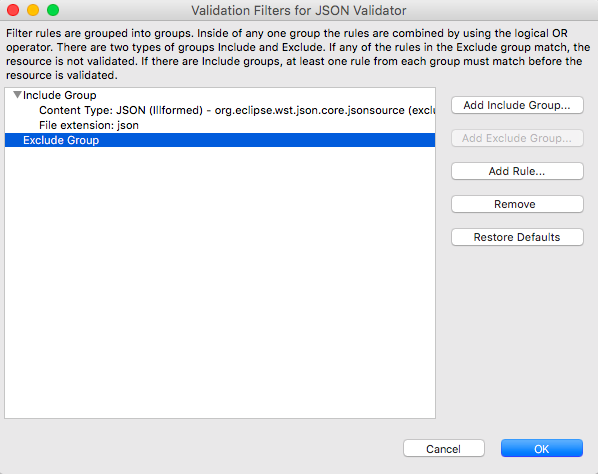 Validation Filters for JSON Validator
Filter rules are grouped into groups. Inside of any one group the rules are combined by using the logical OR
operator. There are two types of groups Include and Exclude. If any of the rules in the Exclude group match, the
resource is not validated. If there are Include groups, at least one rule from each group must match before the
resource is validated.
Include Group
Content Type: JSON (Illformed) - org.eclipse.wst.json.core.jsonsource (exclu
File extension: json
Exclude Group
Add Include Group...
Add Exclude Group...
Add Rule...
Remove
Restore Defaults
Cancel
OK